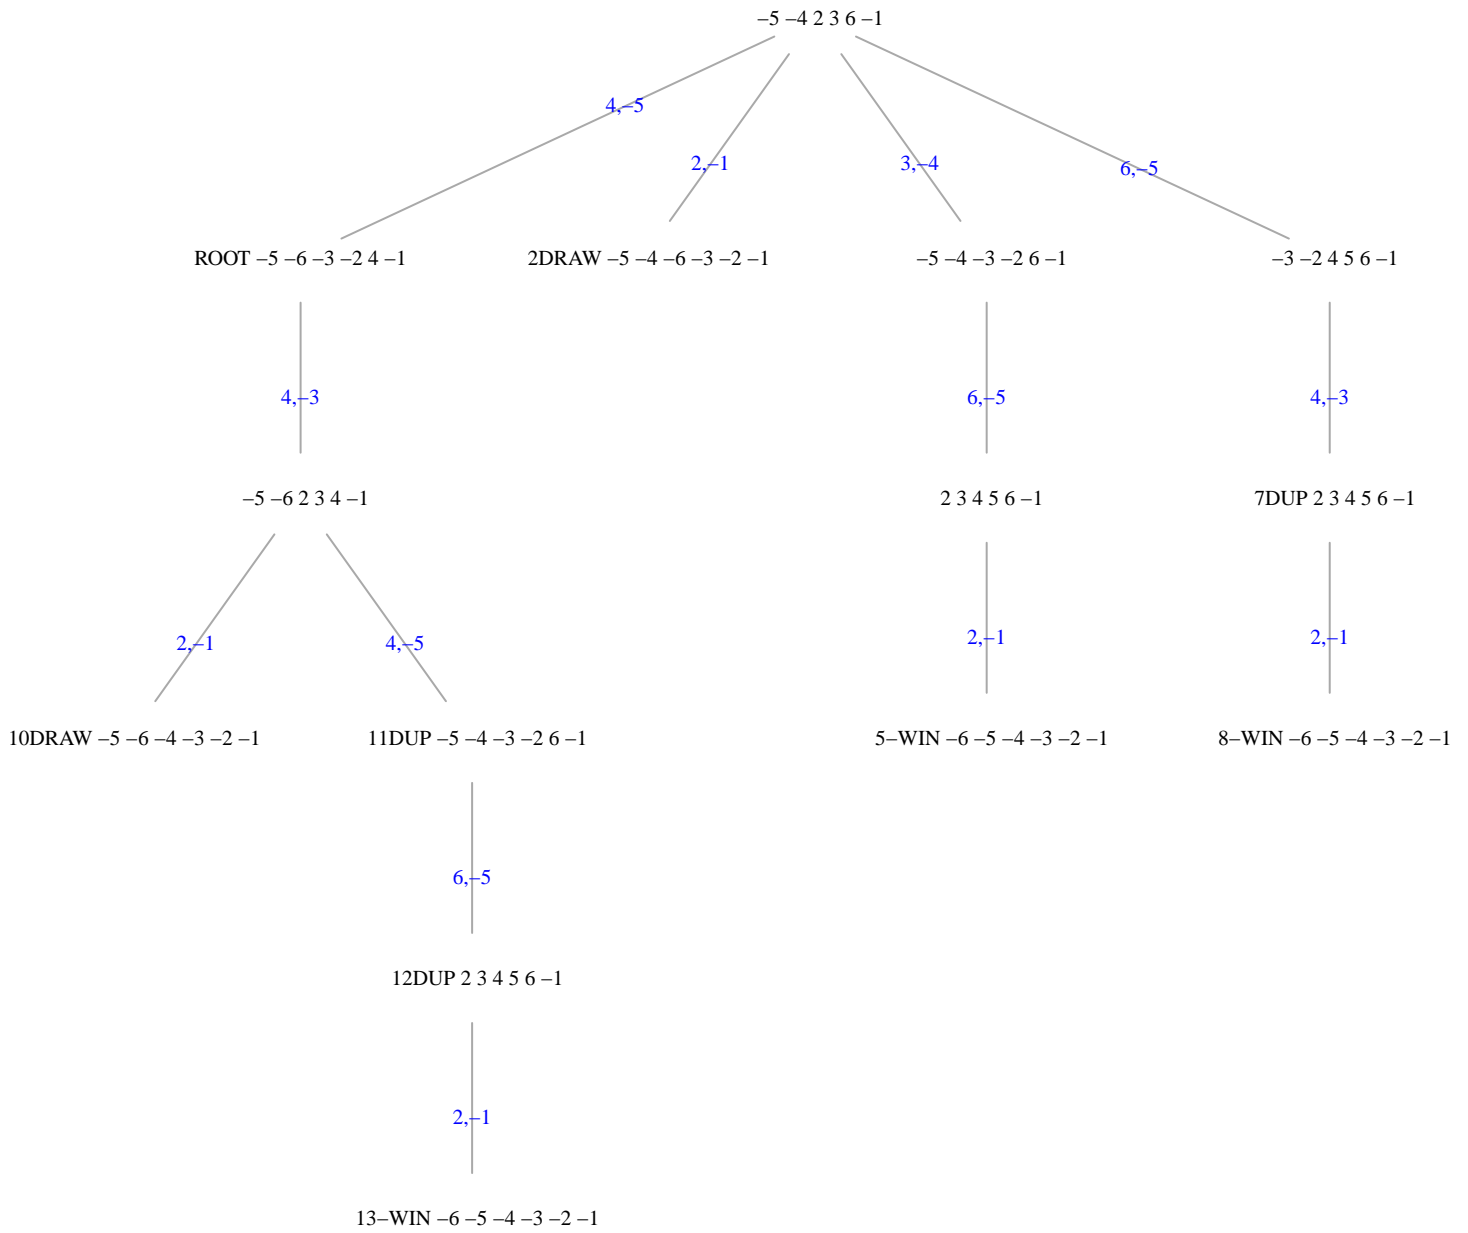 –5 –4 2 3 6 –1
4,–5
2,–1
3,–4
6,–5
ROOT –5 –6 –3 –2 4 –1
2DRAW –5 –4 –6 –3 –2 –1
–5 –4 –3 –2 6 –1
–3 –2 4 5 6 –1
4,–3
6,–5
4,–3
–5 –6 2 3 4 –1
2 3 4 5 6 –1
7DUP 2 3 4 5 6 –1
2,–1
4,–5
2,–1
2,–1
10DRAW –5 –6 –4 –3 –2 –1
11DUP –5 –4 –3 –2 6 –1
5–WIN –6 –5 –4 –3 –2 –1
8–WIN –6 –5 –4 –3 –2 –1
6,–5
12DUP 2 3 4 5 6 –1
2,–1
13–WIN –6 –5 –4 –3 –2 –1